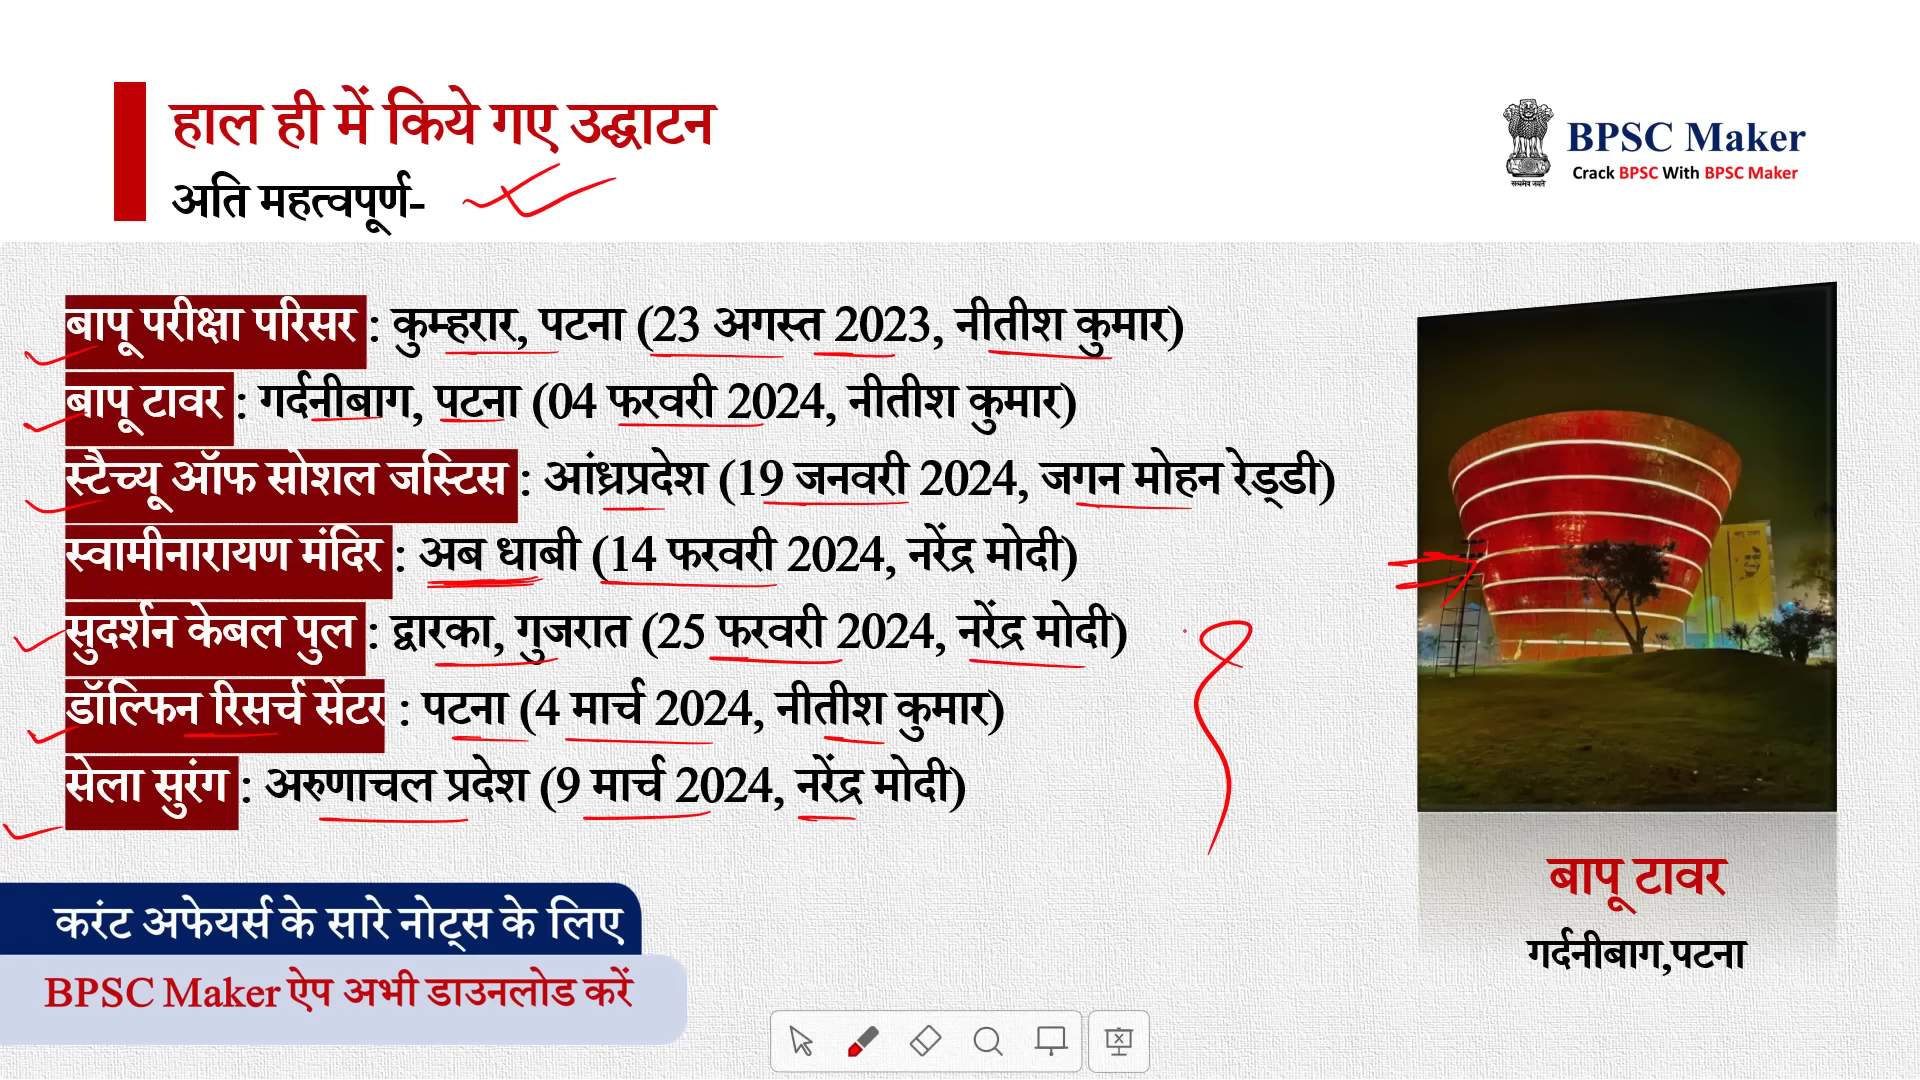 हाल ही में किये गए उद्घाटन
अति महत्वपूर्ण-
BPSC Maker
Crack BPSC With BPSC Maker
सत्यमेव जयते
बापू परीक्षा परिसर : कुम्हरार, पटना (23 अगस्त 2023, नीतीश कुमार)
बापू टावर : गर्दनीबाग, पटना (04 फरवरी 2024, नीतीश कुमार)
स्टैच्यू ऑफ सोशल जस्टिस : आंध्रप्रदेश (19 जनवरी 2024, जगन मोहन रेड्डी)
स्वामीनारायण मंदिर : अब धाबी (14 फरवरी 2024, नरेंद्र मोदी)
सुदर्शन केबल पुल : द्वारका, गुजरात (25 फरवरी 2024, नरेंद्र मोदी)
डॉल्फिन रिसर्च सेंटर : पटना (4 मार्च 2024, नीतीश कुमार)
सेला सुरंग : अरुणाचल प्रदेश (9 मार्च 2024, नरेंद्र मोदी)
बापू टावर
बापू टावर
गर्दनीबाग,पटना
करंट अफेयर्स के सारे नोट्स के लिए
BPSC Maker ऐप अभी डाउनलोड करें